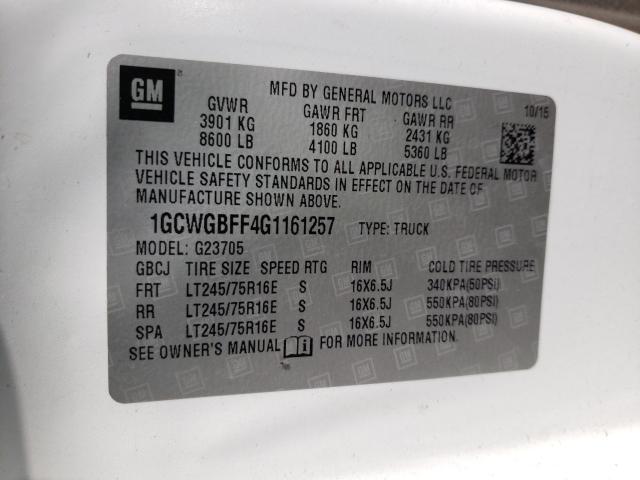 GM
MFD BY GENERAL MOTORS LLC
10/15
GVWR GAWR FRT GAWR RR
3901 KG 1860 KG 2431 KG
8600 LB 4100 LB 5360 LB
THIS VEHICLE CONFORMS TO ALL APPLICABLE U.S. FEDERAL MOTOR
VEHICLE SAFETY STANDARDS IN EFFECT ON THE DATE OF
MANUFACTURE SHOWN ABOVE.
1GCWGBFF4G1161257 TYPE: TRUCK
MODEL: G23705
GBCJ TIRE SIZE SPEED RTG RIM COLD TIRE PRESSURE
FRT LT245/75R16E S 16X6.5J 340KPA(50PSI)
RR LT245/75R16E S 16X6.5J 550KPA(80PSI)
SPA LT245/75R16E S 16X6.5J 550KPA(80PSI)
SEE OWNER'S MANUAL i FOR MORE INFORMATION.